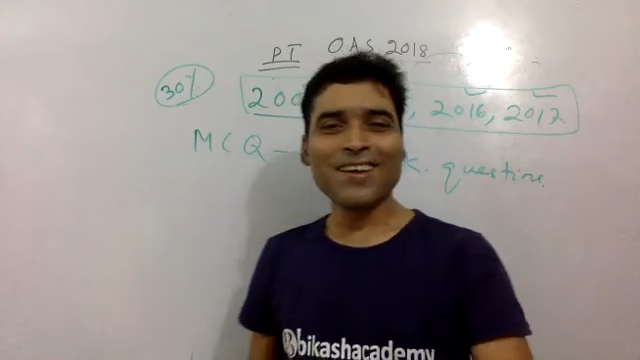 PT OAS 2018
30% 200 , 2016, 2017
MCQ — K. question
bikashacademy